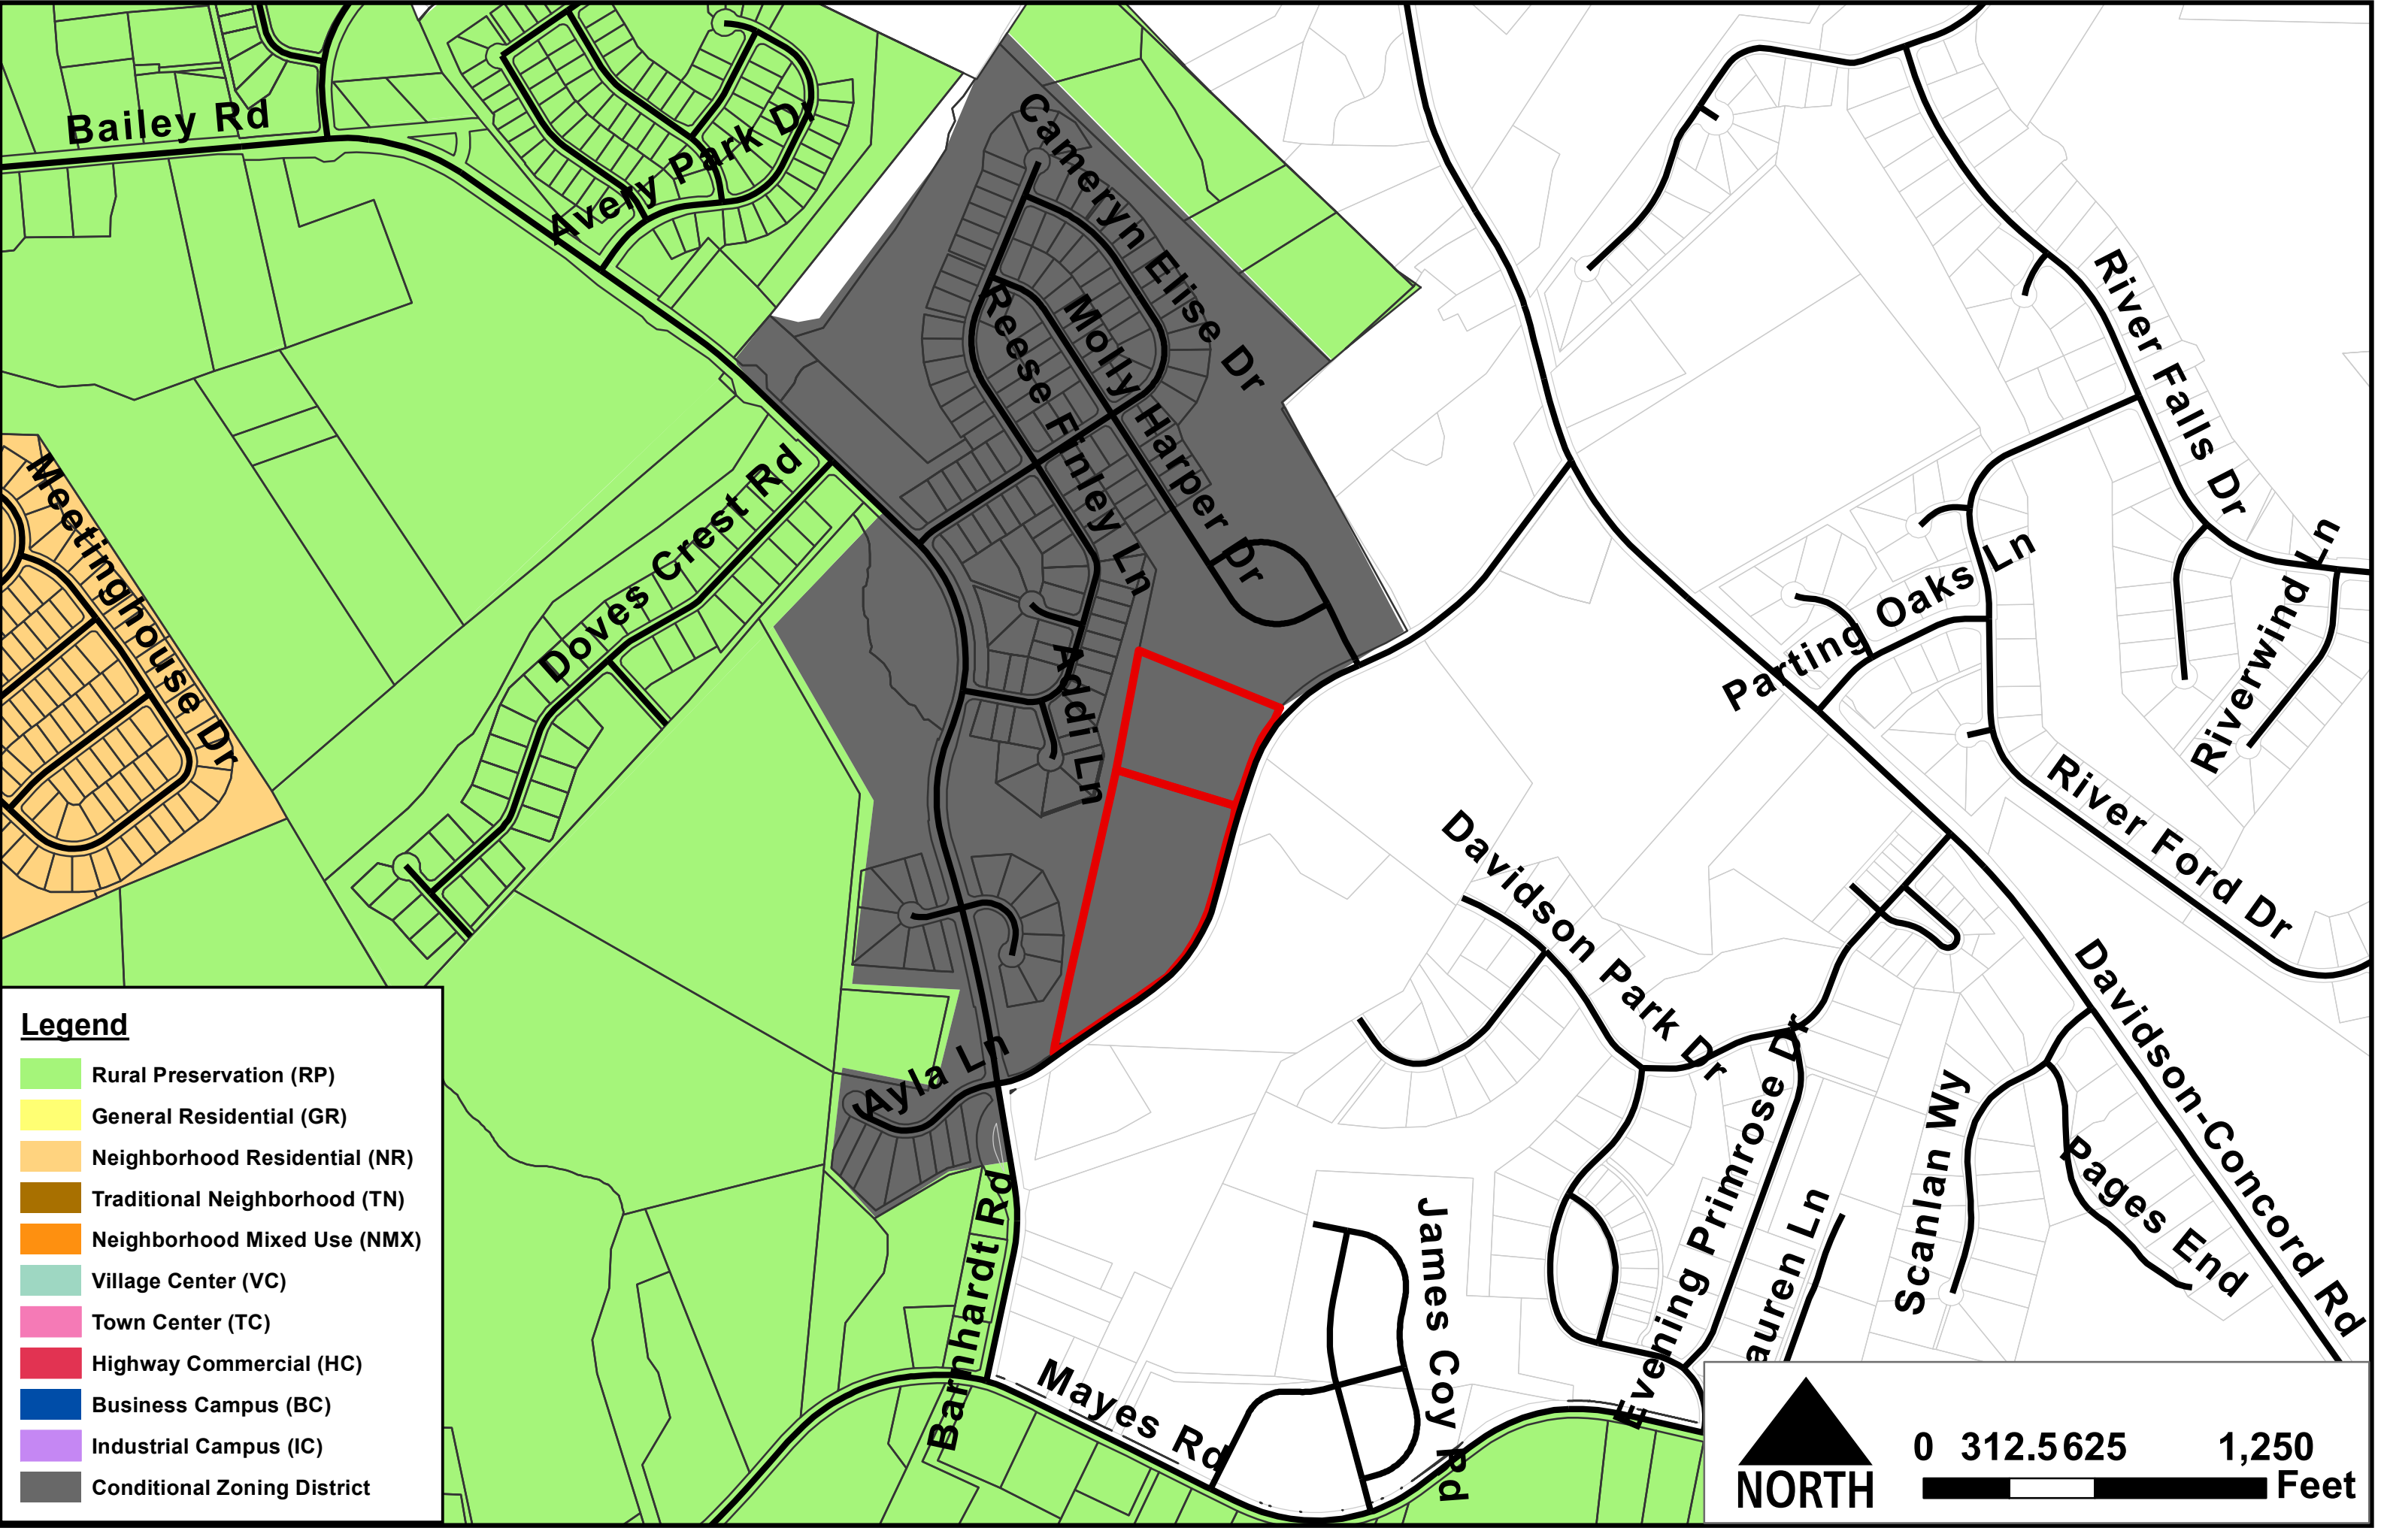 Bailey Rd
Avery Park Dr
Cameryn Elise Dr
Molly Harper Dr
Reese Finley Ln
Addi Ln
Doves Crest Rd
Meetinghouse Dr
River Falls Dr
Riverwind Ln
Parting Oaks Ln
River Ford Dr
Davidson Park Dr
Davidson-Concord Rd
Evening Primrose Dr
Scanlan Wy
Pages End
auren Ln
James Coy Rd
Ayla Ln
Barnhardt Rd
Mayes Rd
Legend
Rural Preservation (RP)
General Residential (GR)
Neighborhood Residential (NR)
Traditional Neighborhood (TN)
Neighborhood Mixed Use (NMX)
Village Center (VC)
Town Center (TC)
Highway Commercial (HC)
Business Campus (BC)
Industrial Campus (IC)
Conditional Zoning District
NORTH
0 312.5 625 1,250
Feet